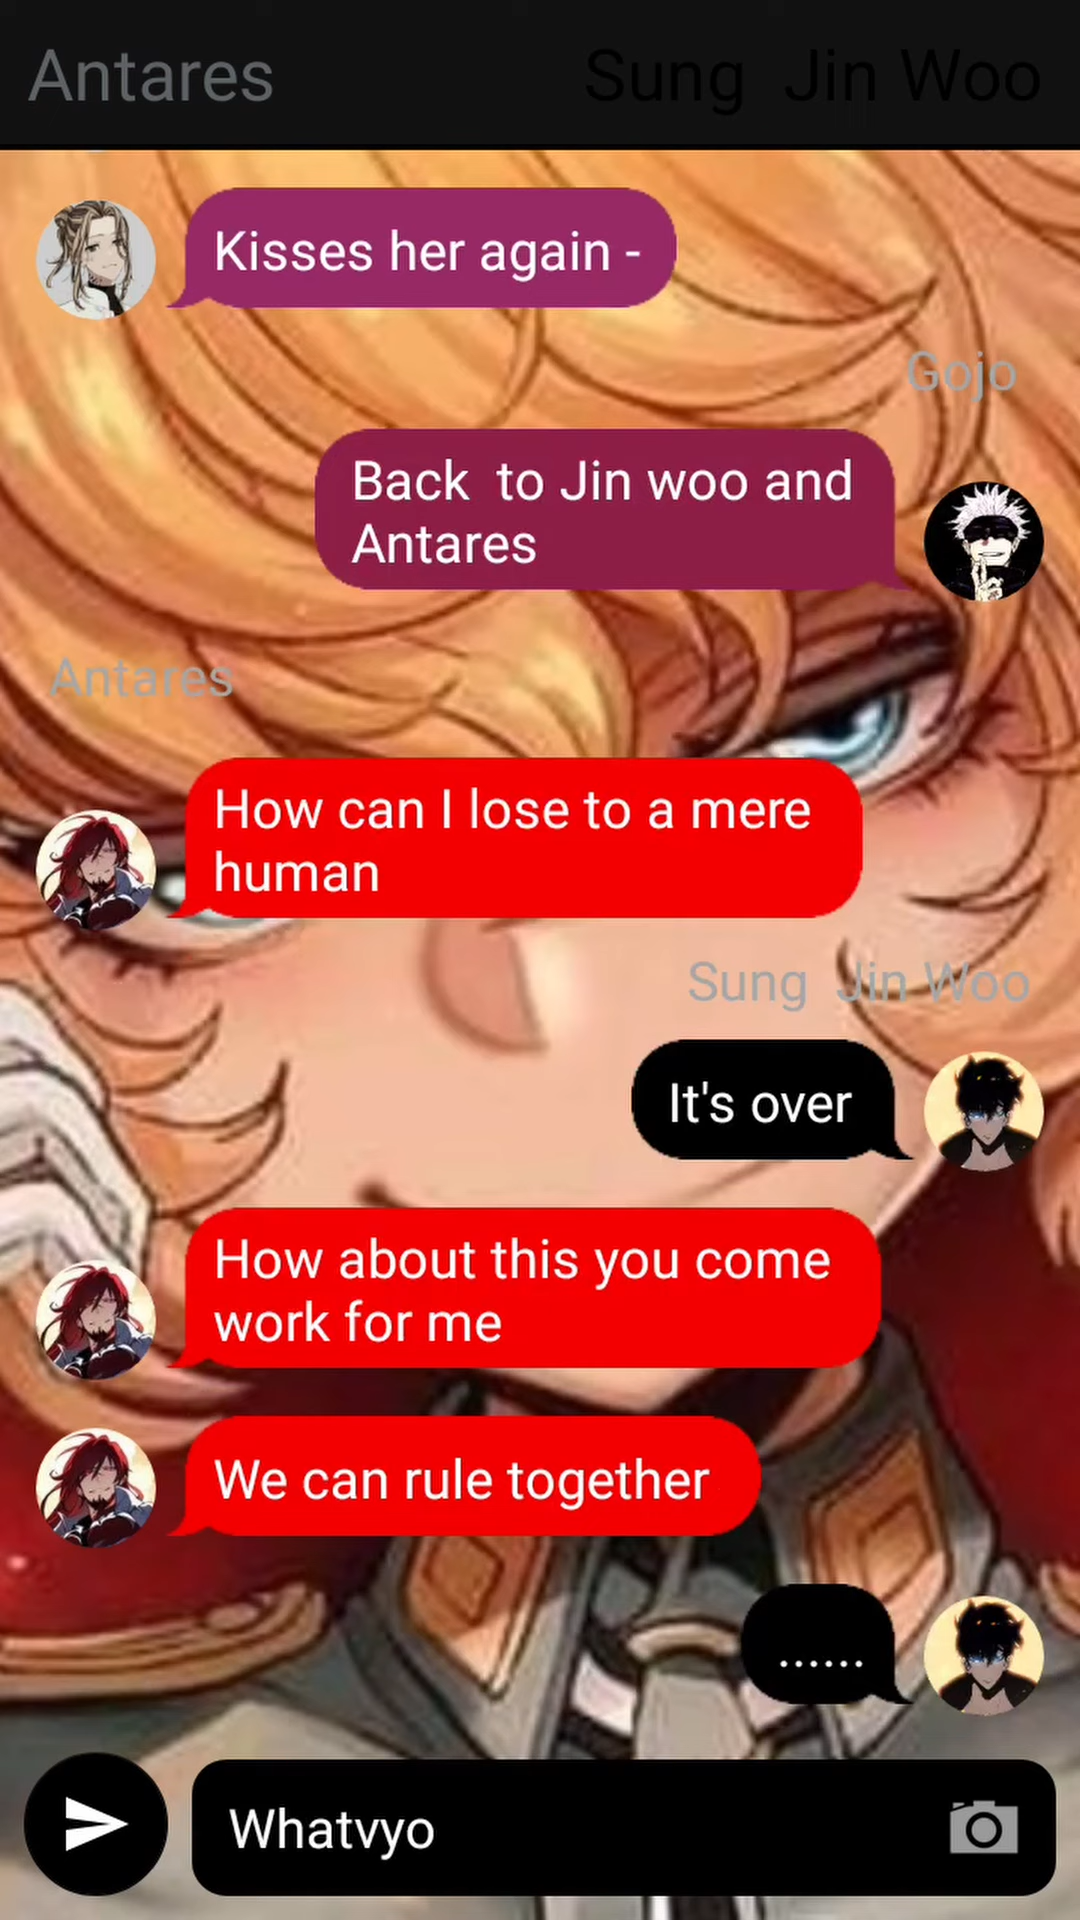 Antares Sung Jin Woo
Kisses her again -
Gojo
Back to Jin woo and
Antares
Antares
How can I lose to a mere
human
Sung Jin Woo
It's over
How about this you come
work for me
We can rule together
......
Whatvyo